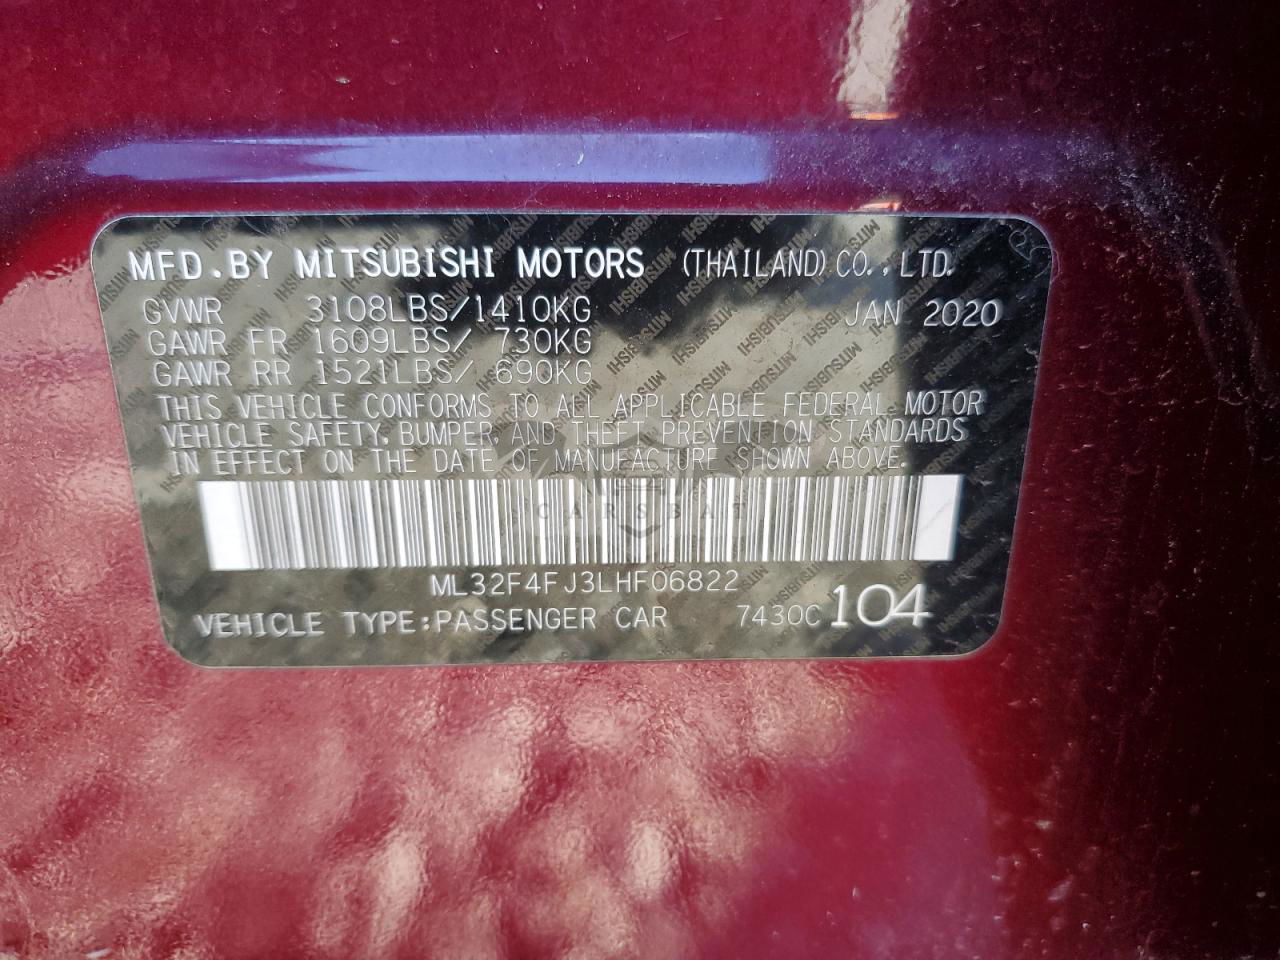 MFD.BY MITSUBISHI MOTORS (THAILAND) CO., LTD.
GVWR 3108LBS/1410KG JAN 2020
GAWR FR 1609LBS/ 730KG
GAWR RR 1521LBS/ 690KG
THIS VEHICLE CONFORMS TO ALL APPLICABLE FEDERAL MOTOR
VEHICLE SAFETY, BUMPER, AND THEFT PREVENTION STANDARDS
IN EFFECT ON THE DATE OF MANUFACTURE SHOWN ABOVE.
CARSBAT
ML32F4FJ3LHF06822
VEHICLE TYPE:PASSENGER CAR 7430C 104